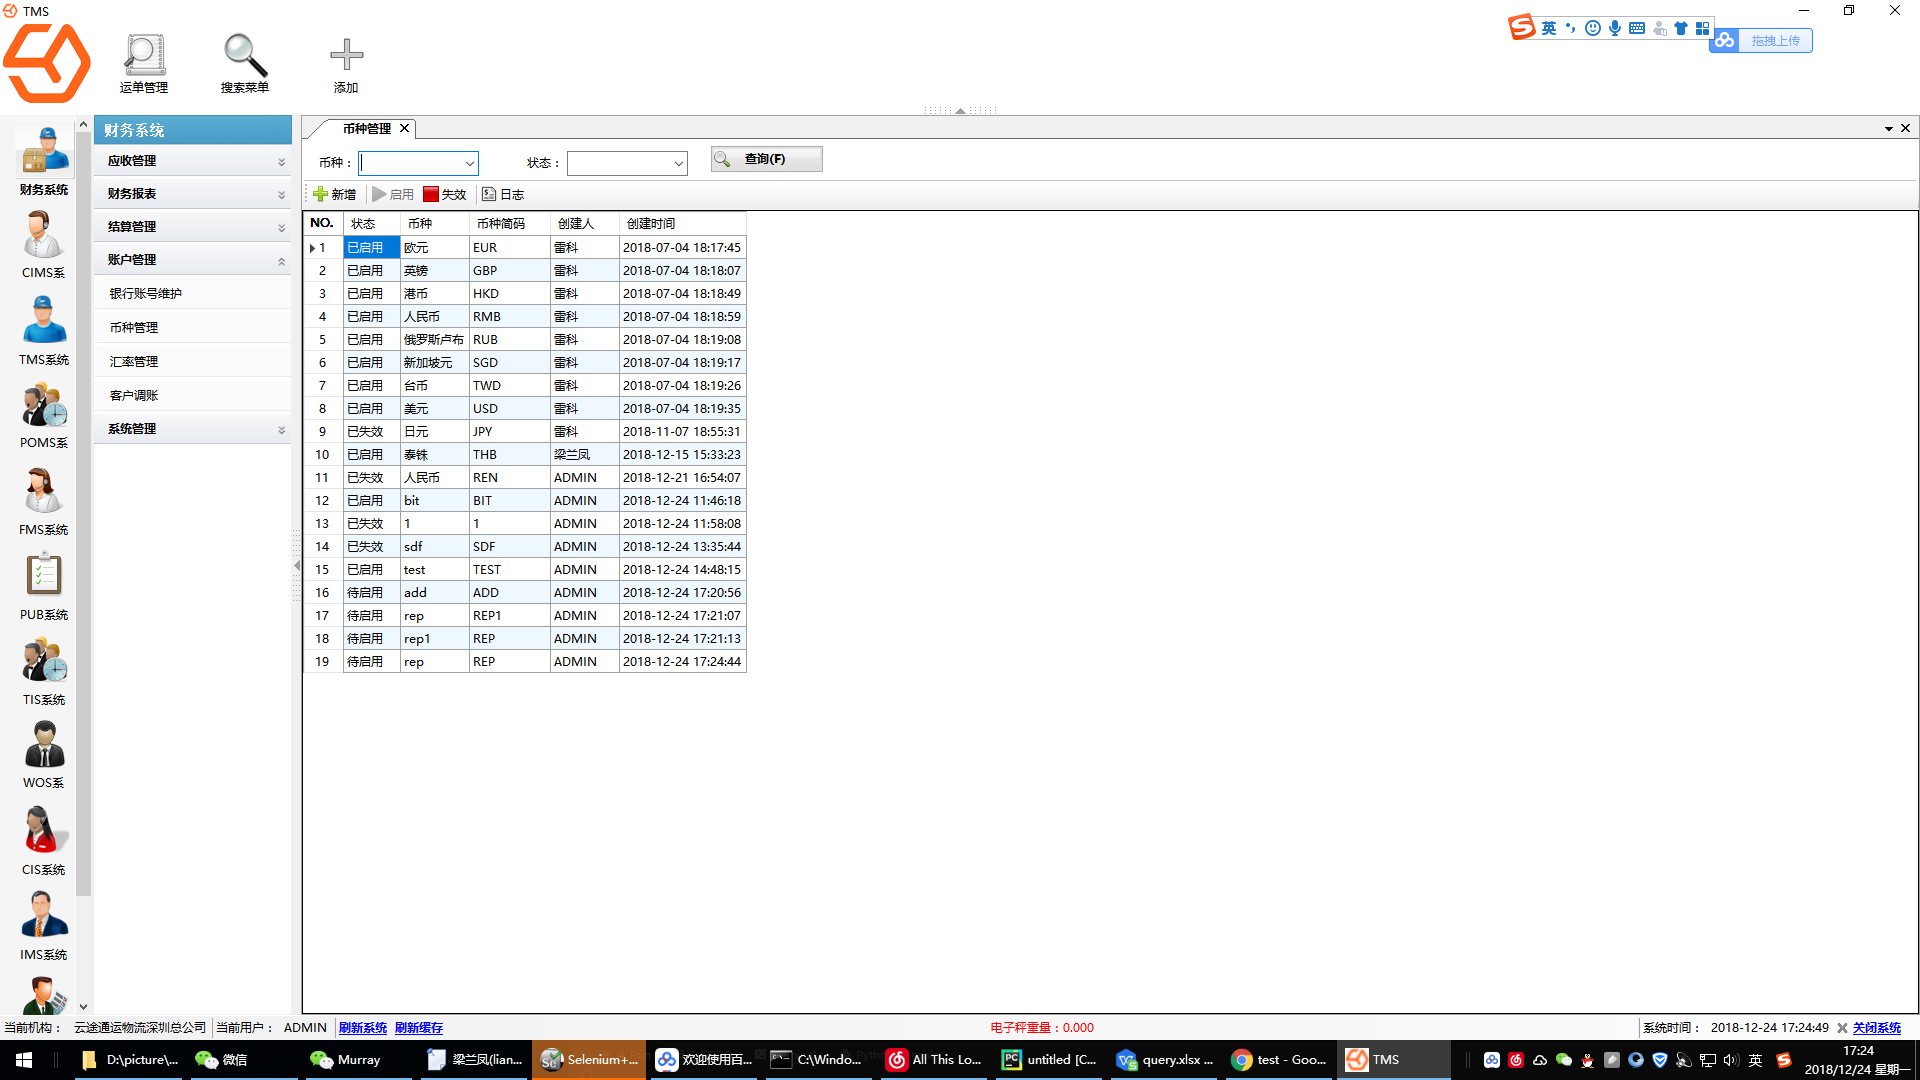 TMS
运单管理
搜索菜单
添加
英
拖拽上传
财务系统
CIMS系
TMS系统
POMS系
FMS系统
PUB系统
TIS系统
WOS系
CIS系统
IMS系统
财务系统
应收管理
财务报表
结算管理
账户管理
银行账号维护
币种管理
汇率管理
客户调账
系统管理
币种管理
币种： 状态： 查询(F)
新增 启用 失效 日志
NO. 状态 币种 币种简码 创建人 创建时间
1 已启用 欧元 EUR 雷科 2018-07-04 18:17:45
2 已启用 英镑 GBP 雷科 2018-07-04 18:18:07
3 已启用 港币 HKD 雷科 2018-07-04 18:18:49
4 已启用 人民币 RMB 雷科 2018-07-04 18:18:59
5 已启用 俄罗斯卢布 RUB 雷科 2018-07-04 18:19:08
6 已启用 新加坡元 SGD 雷科 2018-07-04 18:19:17
7 已启用 台币 TWD 雷科 2018-07-04 18:19:26
8 已启用 美元 USD 雷科 2018-07-04 18:19:35
9 已失效 日元 JPY 雷科 2018-11-07 18:55:31
10 已启用 泰铢 THB 梁兰凤 2018-12-15 15:33:23
11 已失效 人民币 REN ADMIN 2018-12-21 16:54:07
12 已启用 bit BIT ADMIN 2018-12-24 11:46:18
13 已失效 1 1 ADMIN 2018-12-24 11:58:08
14 已失效 sdf SDF ADMIN 2018-12-24 13:35:44
15 已启用 test TEST ADMIN 2018-12-24 14:48:15
16 待启用 add ADD ADMIN 2018-12-24 17:20:56
17 待启用 rep REP1 ADMIN 2018-12-24 17:21:07
18 待启用 rep1 REP ADMIN 2018-12-24 17:21:13
19 待启用 rep REP ADMIN 2018-12-24 17:24:44
当前机构： 云途通运物流深圳总公司 当前用户： ADMIN 刷新系统 刷新缓存 电子秤重量：0.000 系统时间： 2018-12-24 17:24:49 关闭系统
D:\picture\... 微信 Murray 梁兰凤(lian... Selenium+... 欢迎使用百... C:\Windo... All This Lo... untitled [C... query.xlsx ... test - Goo... TMS 英 17:24
2018/12/24 星期一